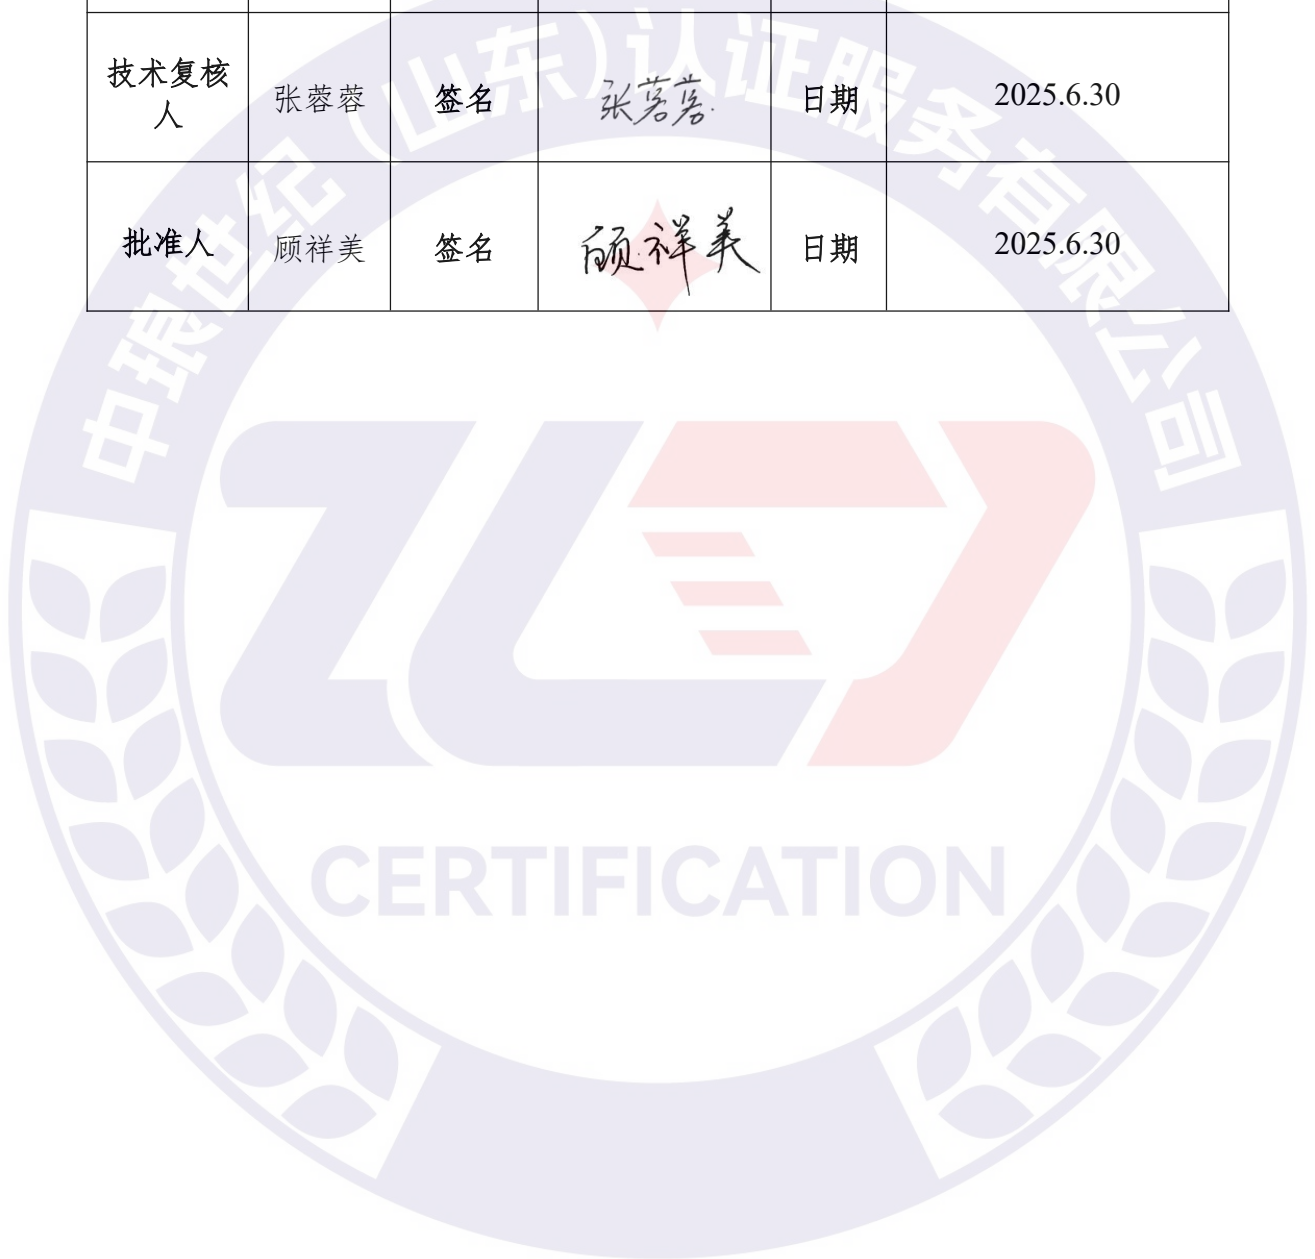 技术复核
人 张蓉蓉 签名 张蓉蓉 日期 2025.6.30
批准人 顾祥美 签名 顾祥美 日期 2025.6.30
中琅世纪（山东）认证服务有限公司
ZLJ
CERTIFICATION